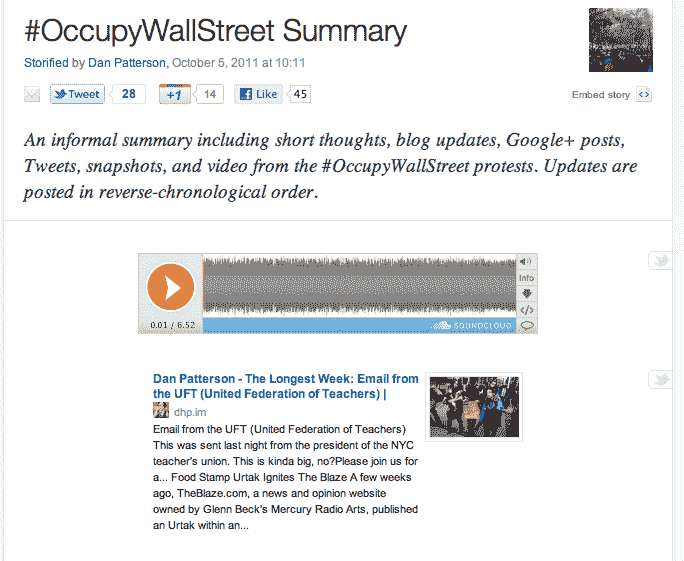 #OccupyWallStreet Summary
Storified by Dan Patterson, October 5, 2011 at 10:11
Tweet 28 +1 14 Like 45 Embed story
An informal summary including short thoughts, blog updates, Google+ posts,
Tweets, snapshots, and video from the #OccupyWallStreet protests. Updates are
posted in reverse-chronological order.
Info
0.01 / 6.52
SOUNDCLOUD
Dan Patterson - The Longest Week: Email from
the UFT (United Federation of Teachers) |
dhp.im
Email from the UFT (United Federation of Teachers)
This was sent last night from the president of the NYC
teacher's union. This is kinda big, no?Please join us for
a... Food Stamp Urtak Ignites The Blaze A few weeks
ago, TheBlaze.com, a news and opinion website
owned by Glenn Beck's Mercury Radio Arts, published
an Urtak within an...